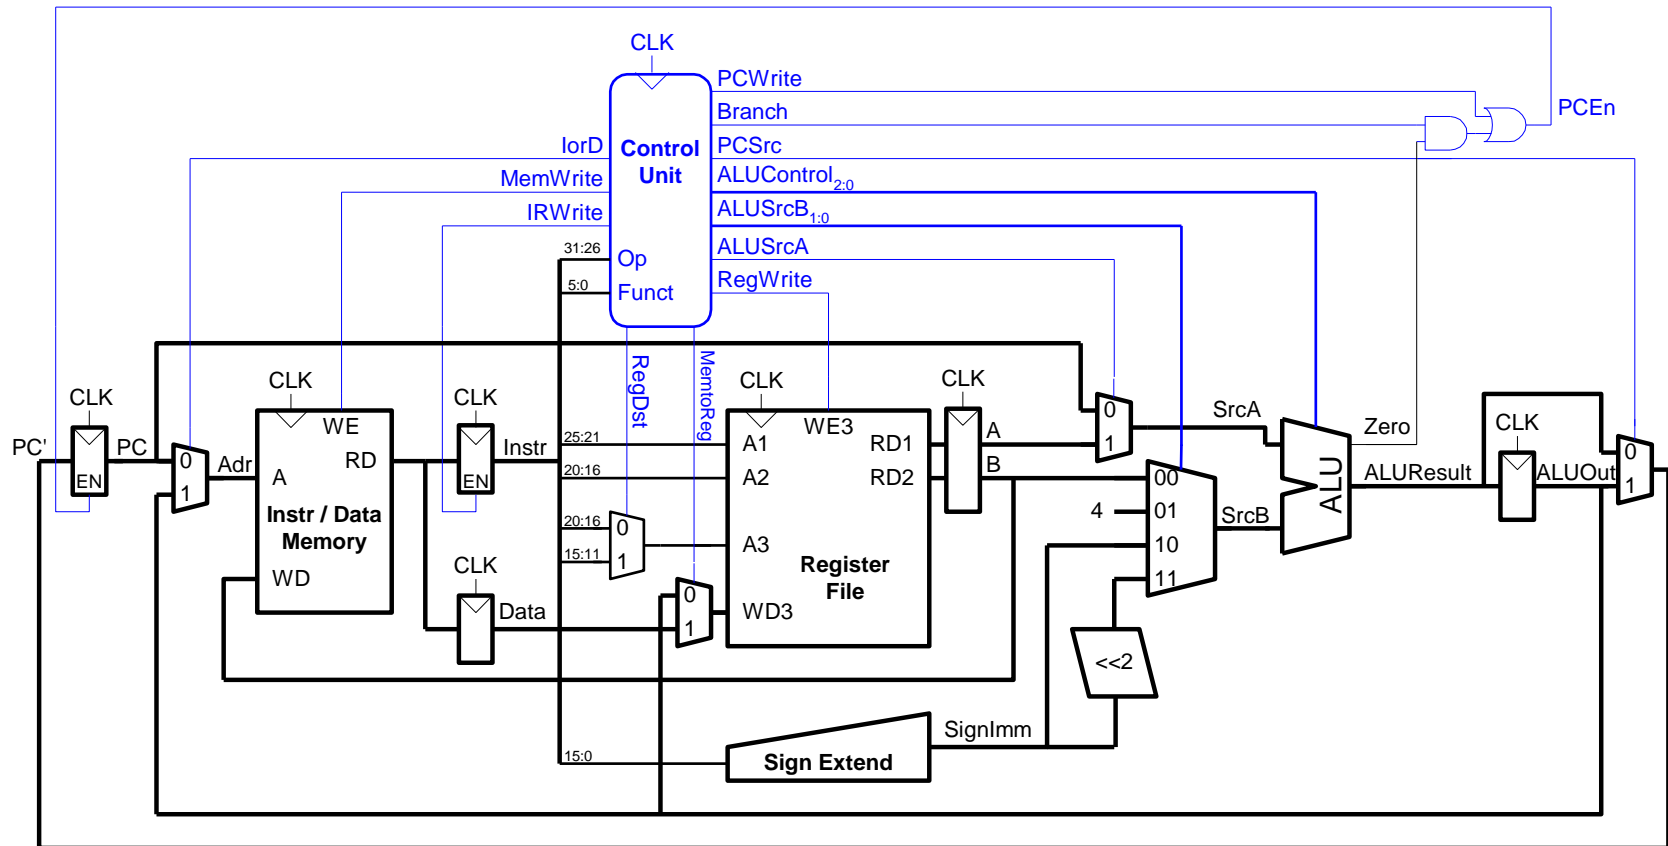 CLK
PCWrite
Branch
PCEn
IorD
Control
Unit
PCSrc
MemWrite
ALUControl2:0
IRWrite
ALUSrcB1:0
31:26
Op
ALUSrcA
5:0
Funct
RegWrite
RegDst
MemtoReg
CLK
CLK
CLK
CLK
CLK
CLK
PC'
PC
EN
0
1
Adr
WE
A
RD
Instr / Data
Memory
WD
EN
Instr
CLK
Data
25:21
20:16
20:16
15:11
0
1
0
1
A1
A2
A3
WD3
WE3
RD1
RD2
Register
File
A
B
0
1
SrcA
4
00
01
10
11
SrcB
ALU
Zero
ALUResult
ALUOut
0
1
<<2
SignImm
15:0
Sign Extend